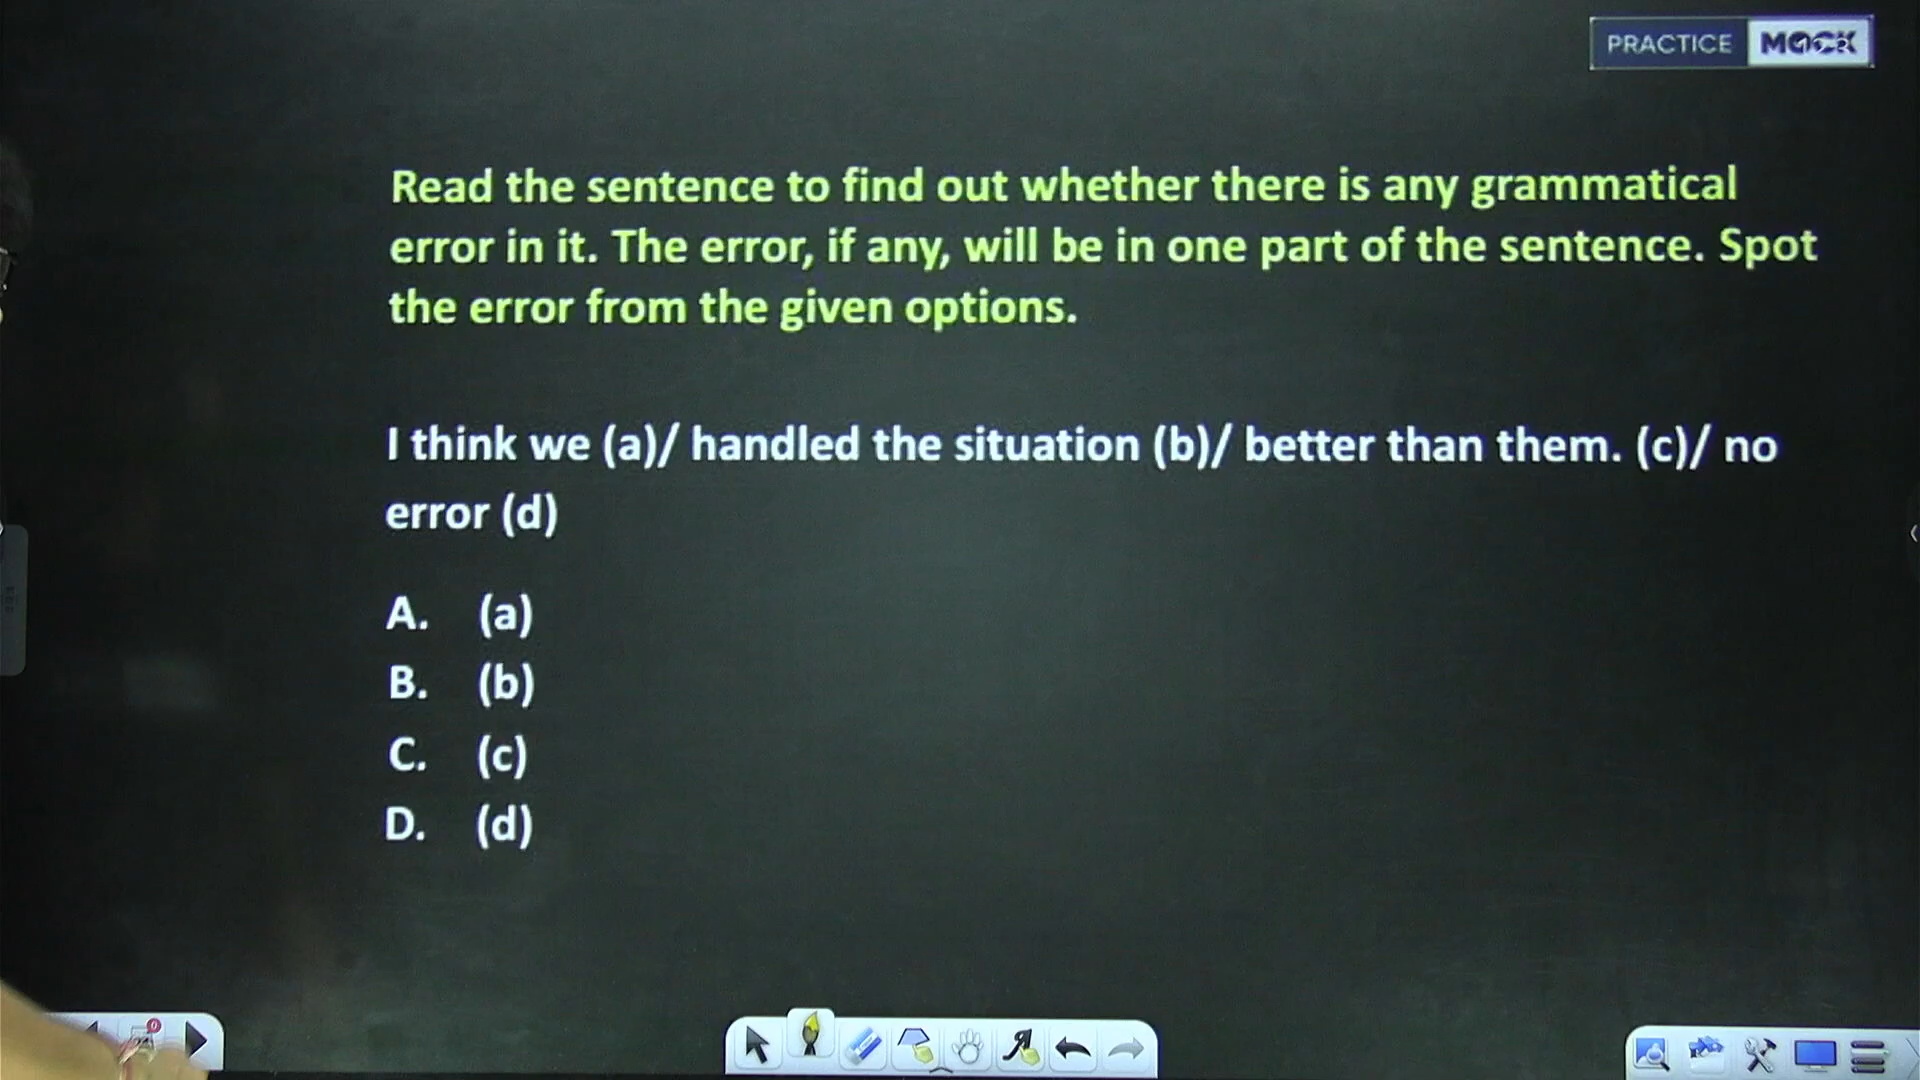 PRACTICE MOCK
Read the sentence to find out whether there is any grammatical
error in it. The error, if any, will be in one part of the sentence. Spot
the error from the given options.
I think we (a)/ handled the situation (b)/ better than them. (c)/ no
error (d)
A. (a)
B. (b)
C. (c)
D. (d)